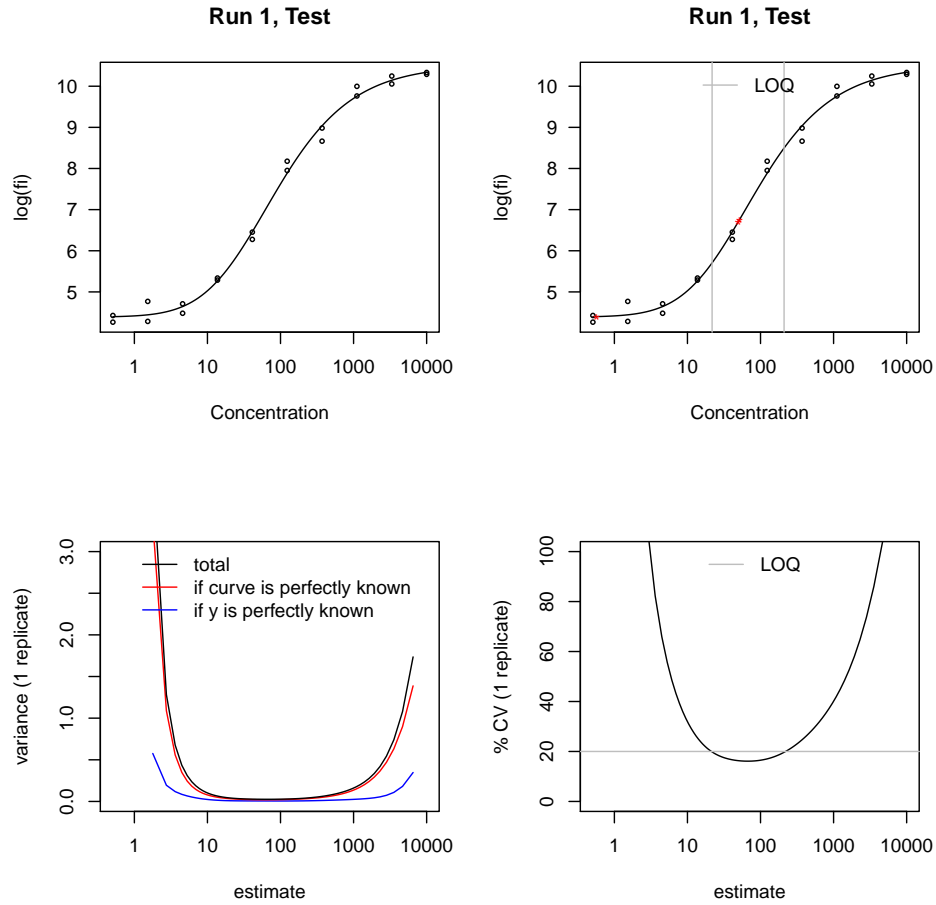 Run 1, Test
log(fi)
10
9
8
7
6
5
1 10 100 1000 10000
Concentration
Run 1, Test
log(fi)
10
9
8
7
6
5
LOQ
1 10 100 1000 10000
Concentration
variance (1 replicate)
3.0
2.0
1.0
0.0
total
if curve is perfectly known
if y is perfectly known
1 10 100 1000 10000
estimate
% CV (1 replicate)
100
80
60
40
20
0
LOQ
1 10 100 1000 10000
estimate